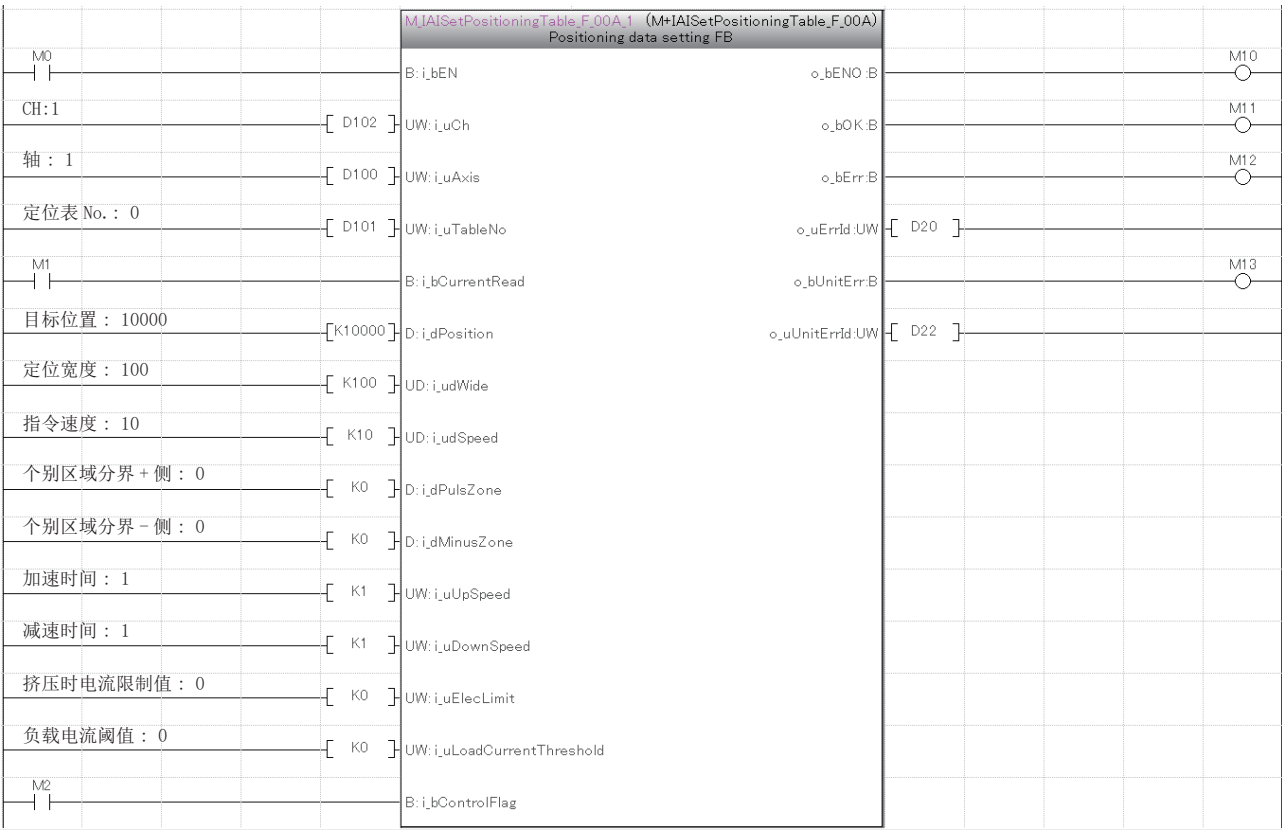 M_IAISetPositioningTable_F_00A_1 (M+IAISetPositioningTable_F_00A)
Positioning data setting FB
M0
B:i_bEN
o_bENO:B
M10
CH:1
D102
UW:i_uCh
o_bOK:B
M11
轴： 1
D100
UW:i_uAxis
o_bErr:B
M12
定位表 No.： 0
D101
UW:i_uTableNo
o_uErrId:UW
D20
M1
B:i_bCurrentRead
o_bUnitErr:B
M13
目标位置： 10000
K10000
D:i_dPosition
o_uUnitErrId:UW
D22
定位宽度： 100
K100
UD:i_udWide
指令速度： 10
K10
UD:i_udSpeed
个别区域分界 + 侧： 0
K0
D:i_dPulsZone
个别区域分界 - 侧： 0
K0
D:i_dMinusZone
加速时间： 1
K1
UW:i_uUpSpeed
减速时间： 1
K1
UW:i_uDownSpeed
挤压时电流限制值： 0
K0
UW:i_uElecLimit
负载电流阈值： 0
K0
UW:i_uLoadCurrentThreshold
M2
B:i_bControlFlag